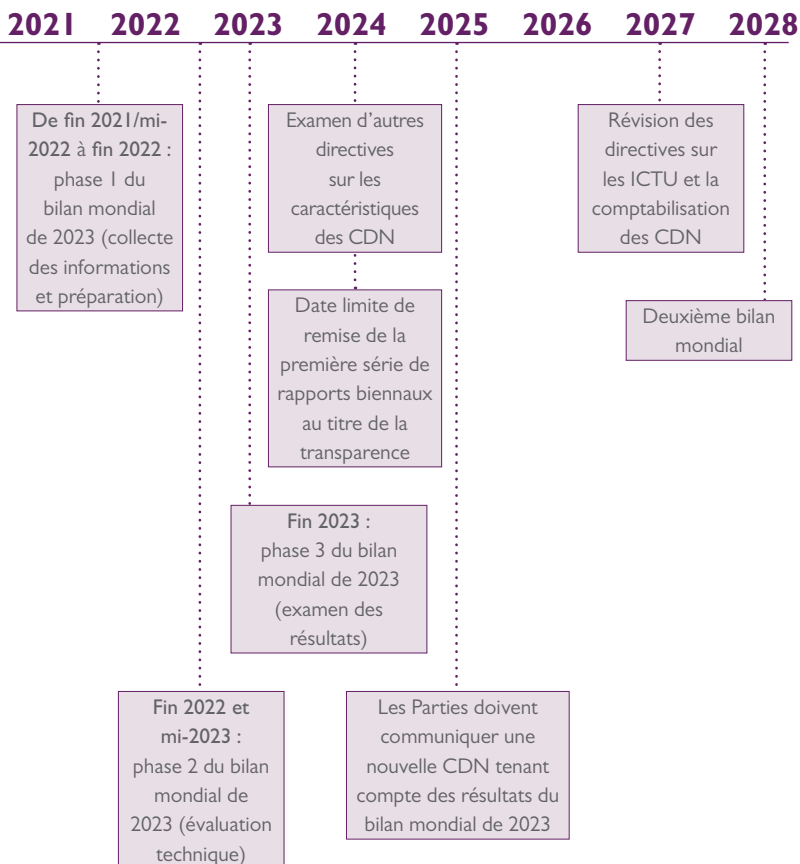 2021 2022 2023 2024 2025 2026 2027 2028
De fin 2021/mi-
2022 à fin 2022 :
phase 1 du
bilan mondial
de 2023 (collecte
des informations
et préparation)
Examen d’autres
directives
sur les
caractéristiques
des CDN
Révision des
directives sur
les ICTU et la
comptabilisation
des CDN
Date limite de
remise de la
première série de
rapports biennaux
au titre de la
transparence
Deuxième bilan
mondial
Fin 2023 :
phase 3 du bilan
mondial de 2023
(examen des
résultats)
Fin 2022 et
mi-2023 :
phase 2 du bilan
mondial de
2023 (évaluation
technique)
Les Parties doivent
communiquer une
nouvelle CDN tenant
compte des résultats du
bilan mondial de 2023